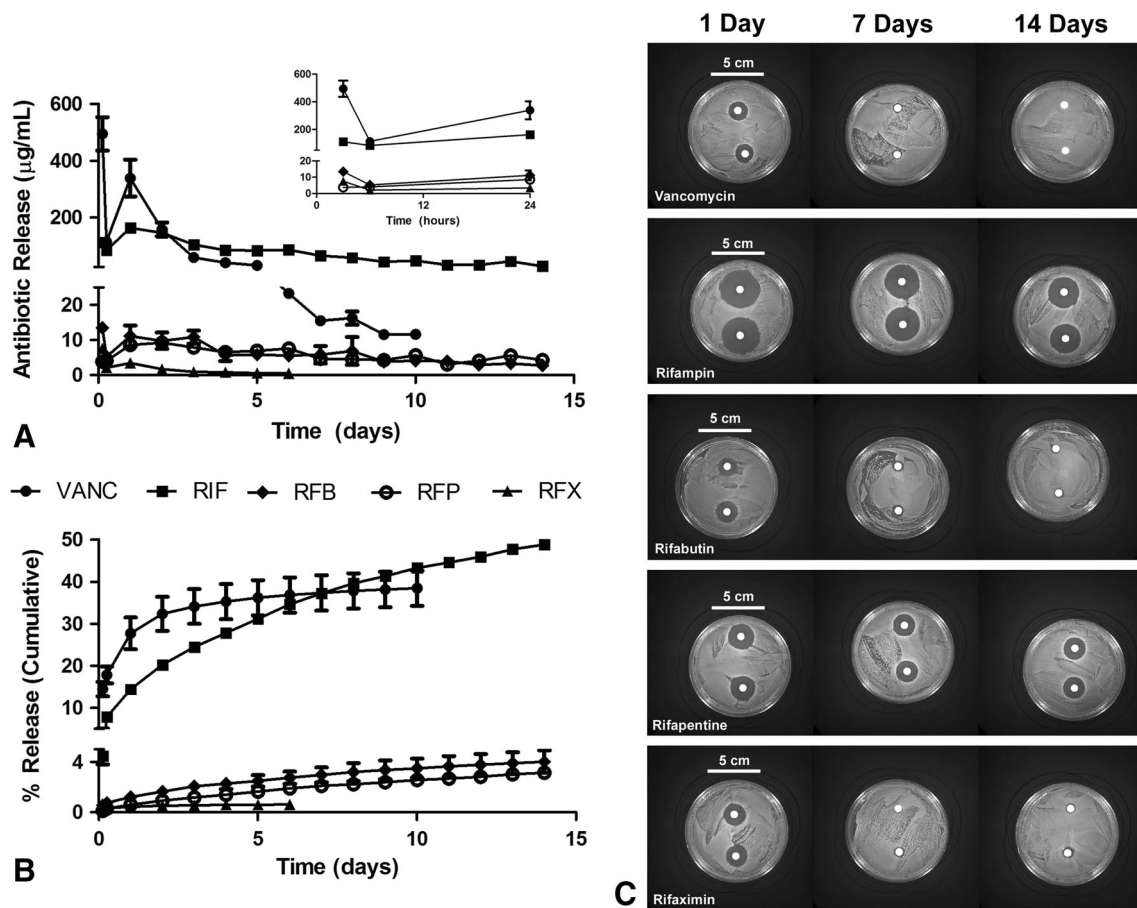 1 Day 7 Days 14 Days
600
400
200
20
10
0
Antibiotic Release (µg/mL)
0 5 10 15
Time (days)
A
600
400
200
20
10
0
0 12 24
Time (hours)
VANC RIF RFB RFP RFX
50
40
30
20
10
4
0
% Release (Cumulative)
0 5 10 15
Time (days)
B
5 cm
Vancomycin
5 cm
Rifampin
5 cm
Rifabutin
5 cm
Rifapentine
5 cm
Rifaximin
C